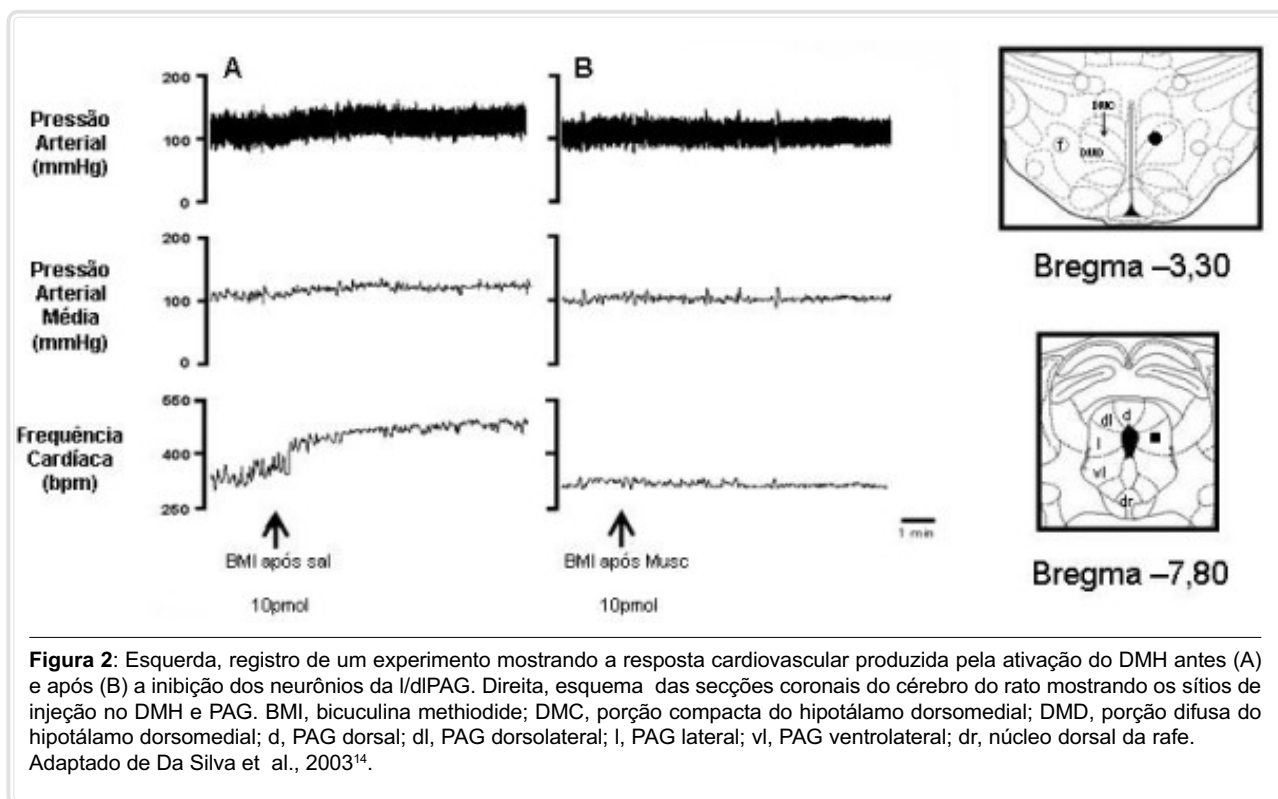 A
B
Pressão
Arterial
(mmHg)
200
100
0
Pressão
Arterial
Média
(mmHg)
200
100
0
Frequência
Cardíaca
(bpm)
550
400
250
BMI após sal
10pmol
BMI após Musc
10pmol
1 min
DMC
f
DMD
Bregma –3,30
dl
d
l
vl
dr
Bregma –7,80
Figura 2: Esquerda, registro de um experimento mostrando a resposta cardiovascular produzida pela ativação do DMH antes (A)
e após (B) a inibição dos neurônios da l/dlPAG. Direita, esquema das secções coronais do cérebro do rato mostrando os sítios de
injeção no DMH e PAG. BMI, bicuculina methiodide; DMC, porção compacta do hipotálamo dorsomedial; DMD, porção difusa do
hipotálamo dorsomedial; d, PAG dorsal; dl, PAG dorsolateral; l, PAG lateral; vl, PAG ventrolateral; dr, núcleo dorsal da rafe.
Adaptado de Da Silva et al., 2003¹⁴.